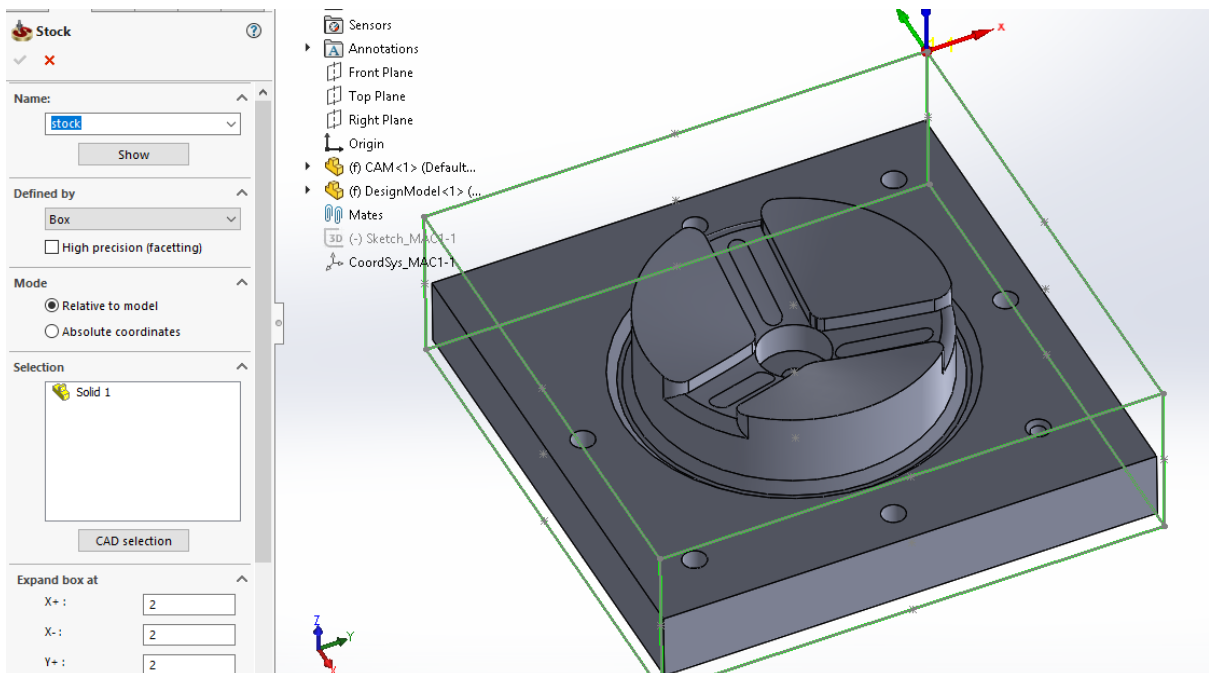 Stock
Name:
stock
Show
Defined by
Box
High precision (facetting)
Mode
Relative to model
Absolute coordinates
Selection
Solid 1
CAD selection
Expand box at
X+ :
2
X- :
2
Y+ :
2
Sensors
A Annotations
Front Plane
Top Plane
Right Plane
Origin
(f) CAM<1> (Default...
(f) DesignModel<1> (...
Mates
3D (-) Sketch_MAC1-1
CoordSys_MAC1-1
X
Z
Y
X